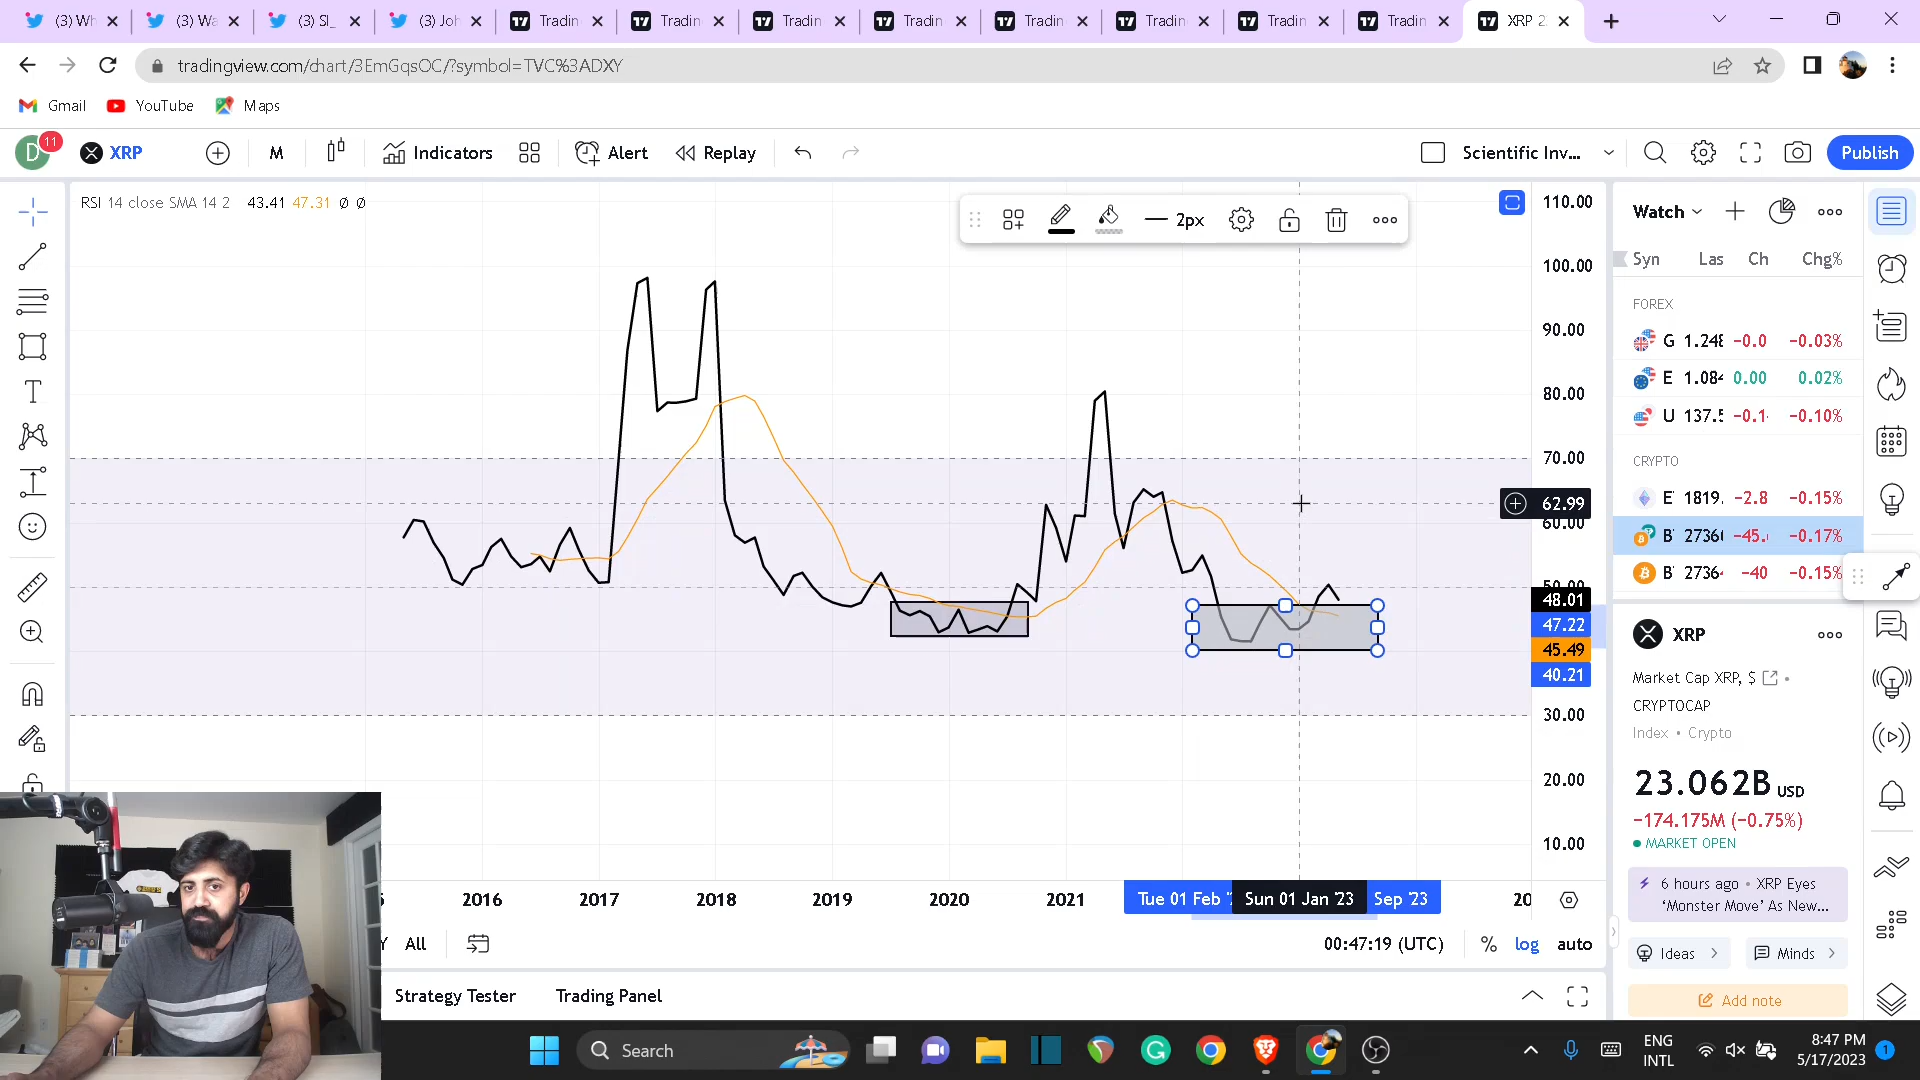 (3) Wh
(3) Wa
(3) SI_
(3) Joh
Tradin
Tradin
Tradin
Tradin
Tradin
Tradin
Tradin
Tradin
XRP 2
tradingview.com/chart/3EmGqsOC/?symbol=TVC%3ADXY
Gmail
YouTube
Maps
D
11
XRP
M
Indicators
Alert
Replay
Scientific Inv...
Publish
RSI 14 close SMA 14 2 43.41 47.31 Ø Ø
2px
110.00
100.00
90.00
80.00
70.00
62.99
60.00
50.00
48.01
47.22
45.49
40.21
30.00
20.00
10.00
2016
2017
2018
2019
2020
2021
Tue 01 Feb '2
Sun 01 Jan '23
Sep '23
20
Y
All
00:47:19 (UTC)
%
log
auto
Strategy Tester
Trading Panel
Watch
Syn Las Ch Chg%
FOREX
G 1.248 −0.0 −0.03%
E 1.084 0.00 0.02%
U 137.5 −0.1 −0.10%
CRYPTO
E 1819. −2.8 −0.15%
B 27366 −45. −0.17%
B 2736 −40 −0.15%
XRP
Market Cap XRP, $
CRYPTOCAP
Index • Crypto
23.062B USD
−174.175M (−0.75%)
MARKET OPEN
6 hours ago • XRP Eyes
'Monster Move' As New...
Ideas
Minds
Add note
Search
ENG
INTL
8:47 PM
5/17/2023
1